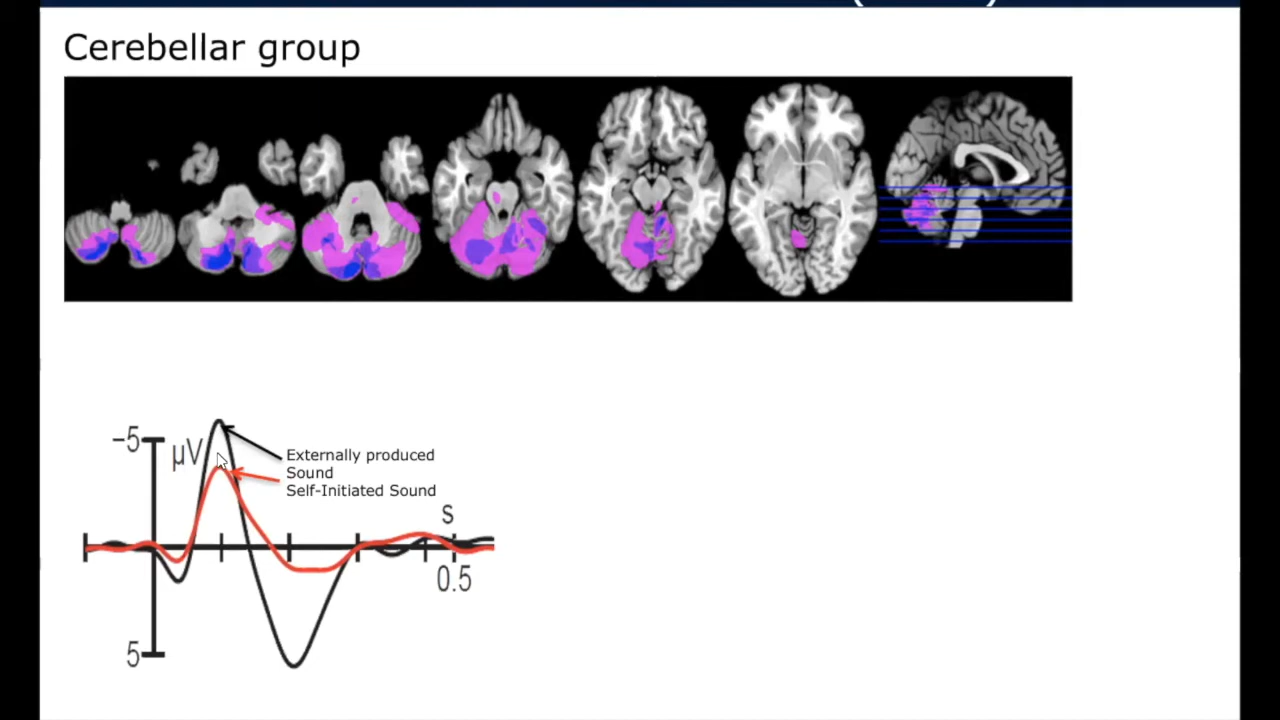 Cerebellar group
-5
μV
Externally produced
Sound
Self-Initiated Sound
s
0.5
5